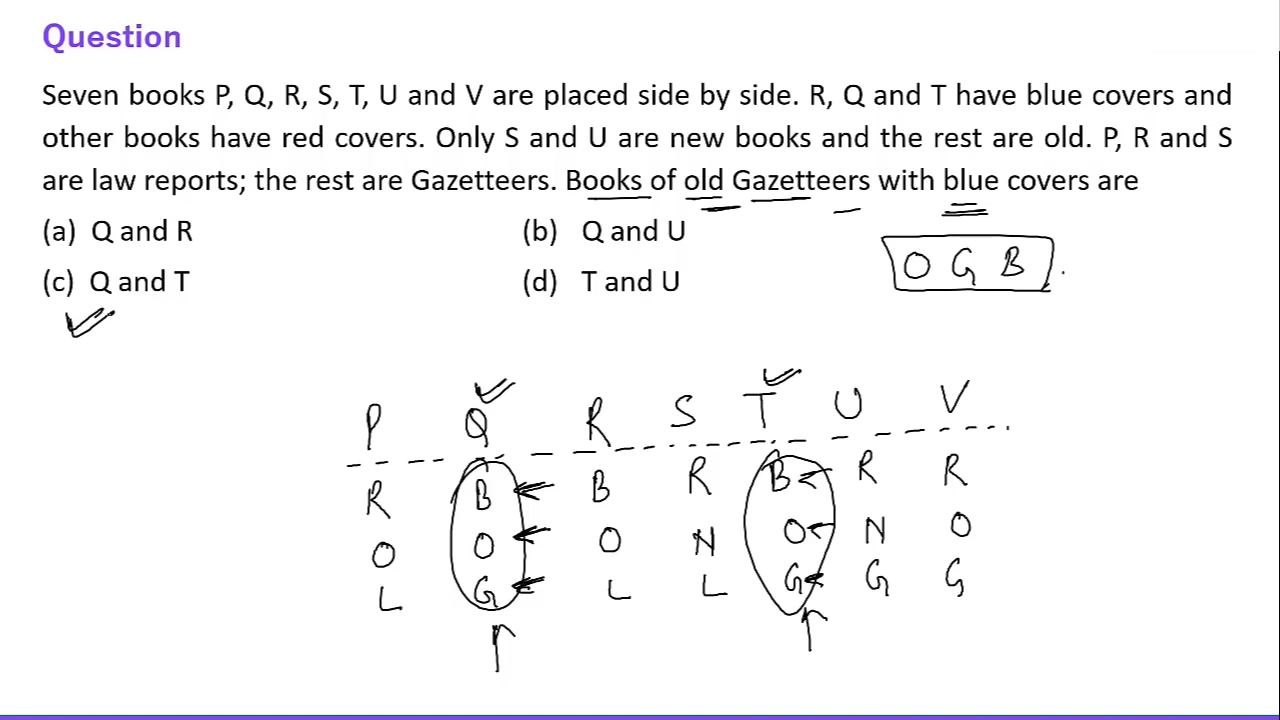 Question
Seven books P, Q, R, S, T, U and V are placed side by side. R, Q and T have blue covers and
other books have red covers. Only S and U are new books and the rest are old. P, R and S
are law reports; the rest are Gazetteers. Books of old Gazetteers with blue covers are
(a) Q and R (b) Q and U
(c) Q and T (d) T and U
O G B
P Q R S T U V
R B B R B R R
O O O N O N O
L G L L G G G